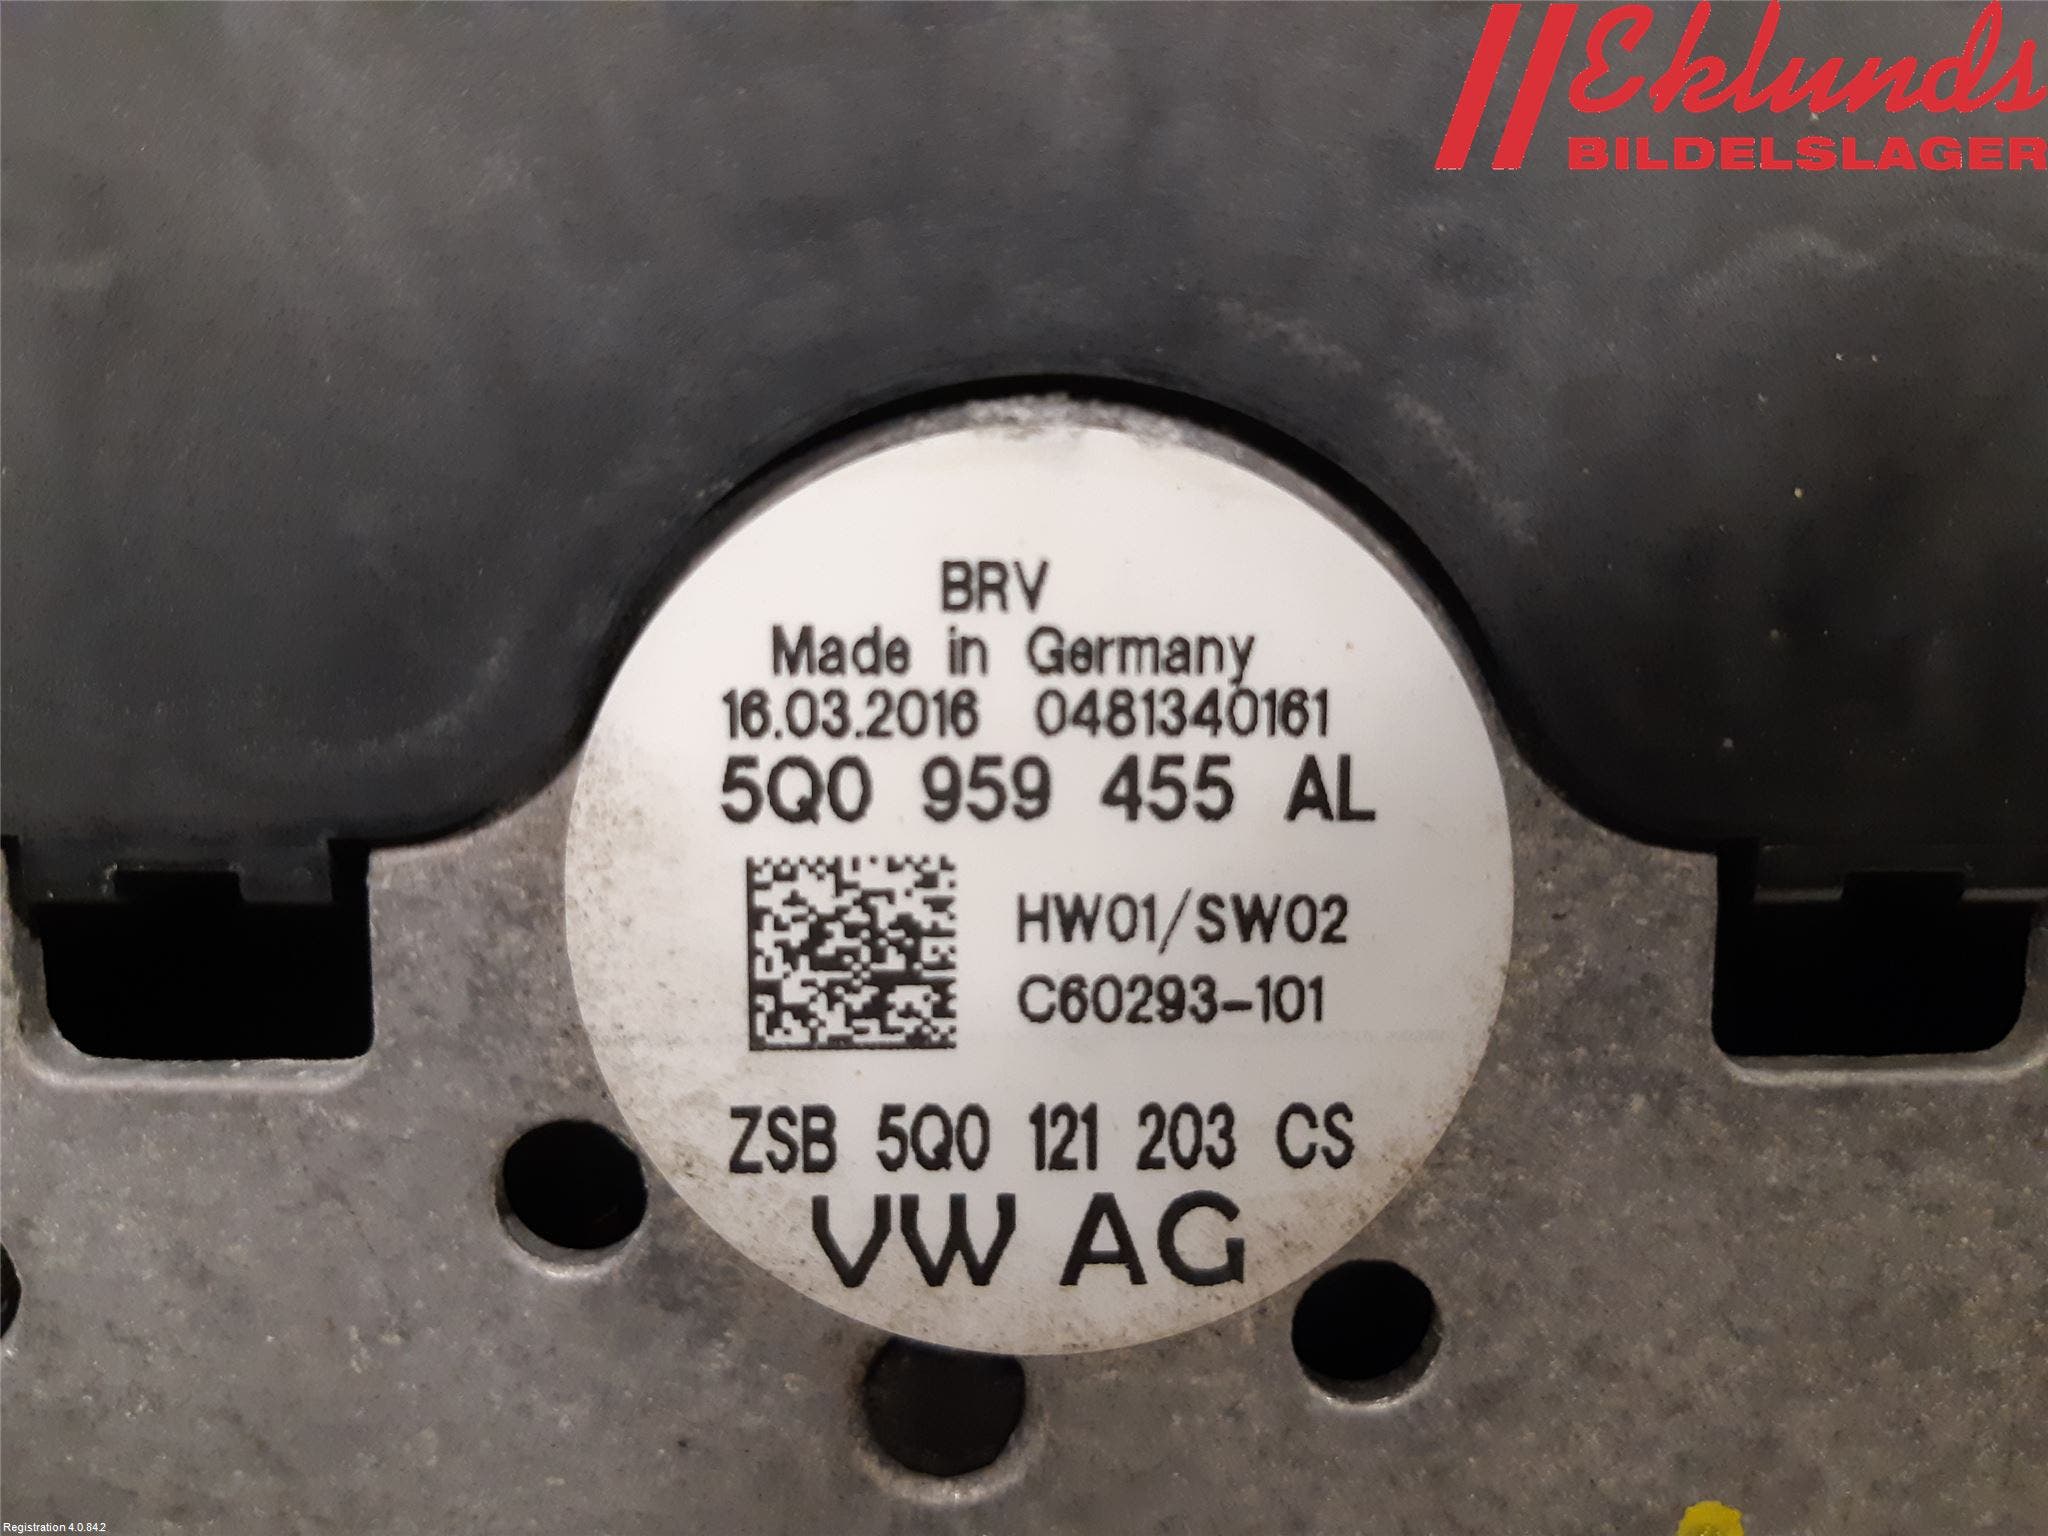 Eklunds
BILDELSLAGER
BRV
Made in Germany
16.03.2016 0481340161
5Q0 959 455 AL
HW01/SW02
C60293-101
ZSB 5Q0 121 203 CS
VW AG
Registration 4.0.84.2